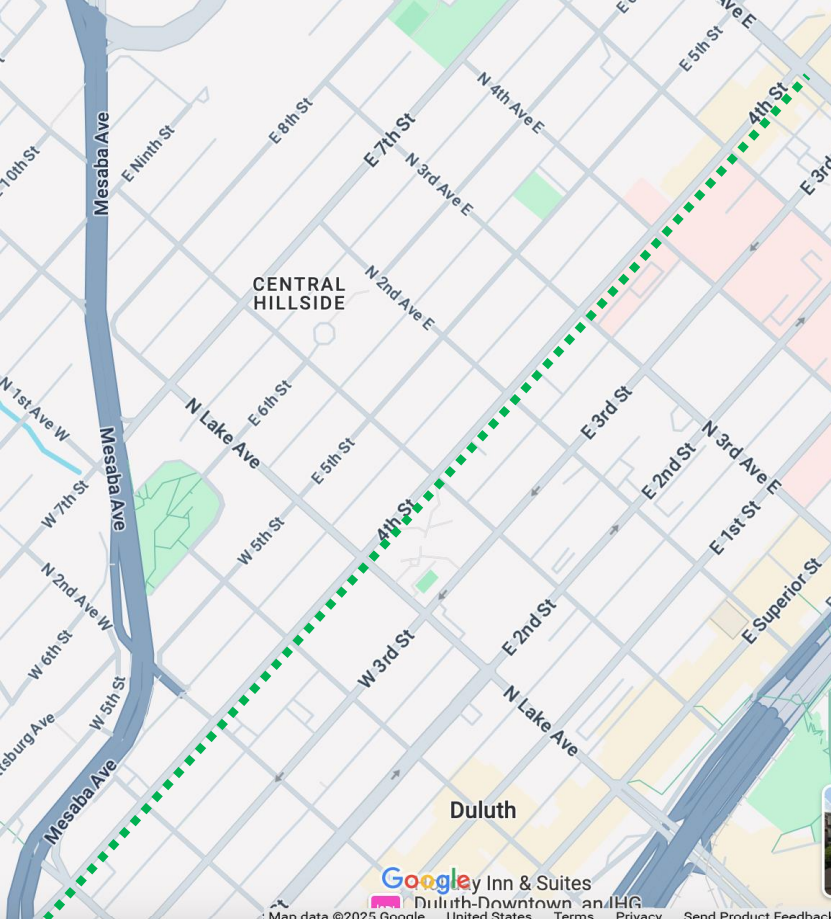 Ave E
E 5th St
4th St
N 4th Ave E
E 8th St
E 7th St
Mesaba Ave
E Ninth St
10th St
E 3rd
N 3rd Ave E
CENTRAL
HILLSIDE
N 2nd Ave E
N 1st Ave W
E 6th St
E 3rd St
N Lake Ave
E 5th St
N 3rd Ave E
E 2nd St
Mesaba Ave
W 7th St
4th St
E 1st St
W 5th St
N 2nd Ave W
E Superior St
W 6th St
W 3rd St
E 2nd St
W 5th St
N Lake Ave
tsburg Ave
Mesaba Ave
Duluth
Google
day Inn & Suites
Duluth-Downtown, an IHG
Map data ©2025 Google United States Terms Privacy Send Product Feedback